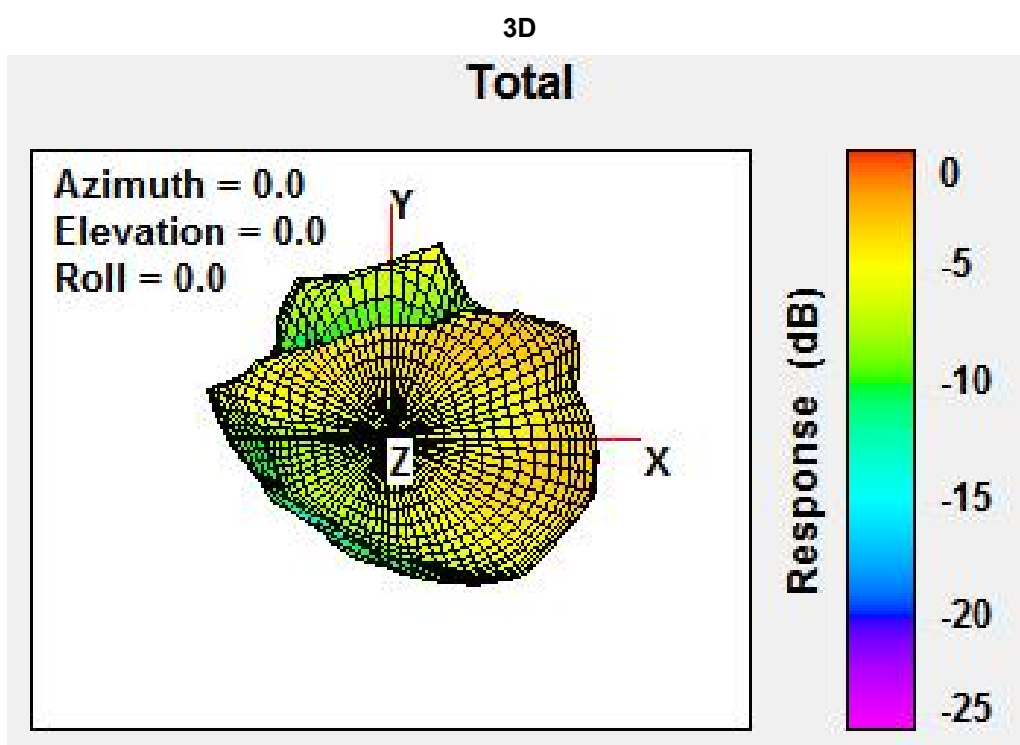 3D
Total
Azimuth = 0.0
Elevation = 0.0
Roll = 0.0
Y
Z
X
Response (dB)
0
-5
-10
-15
-20
-25